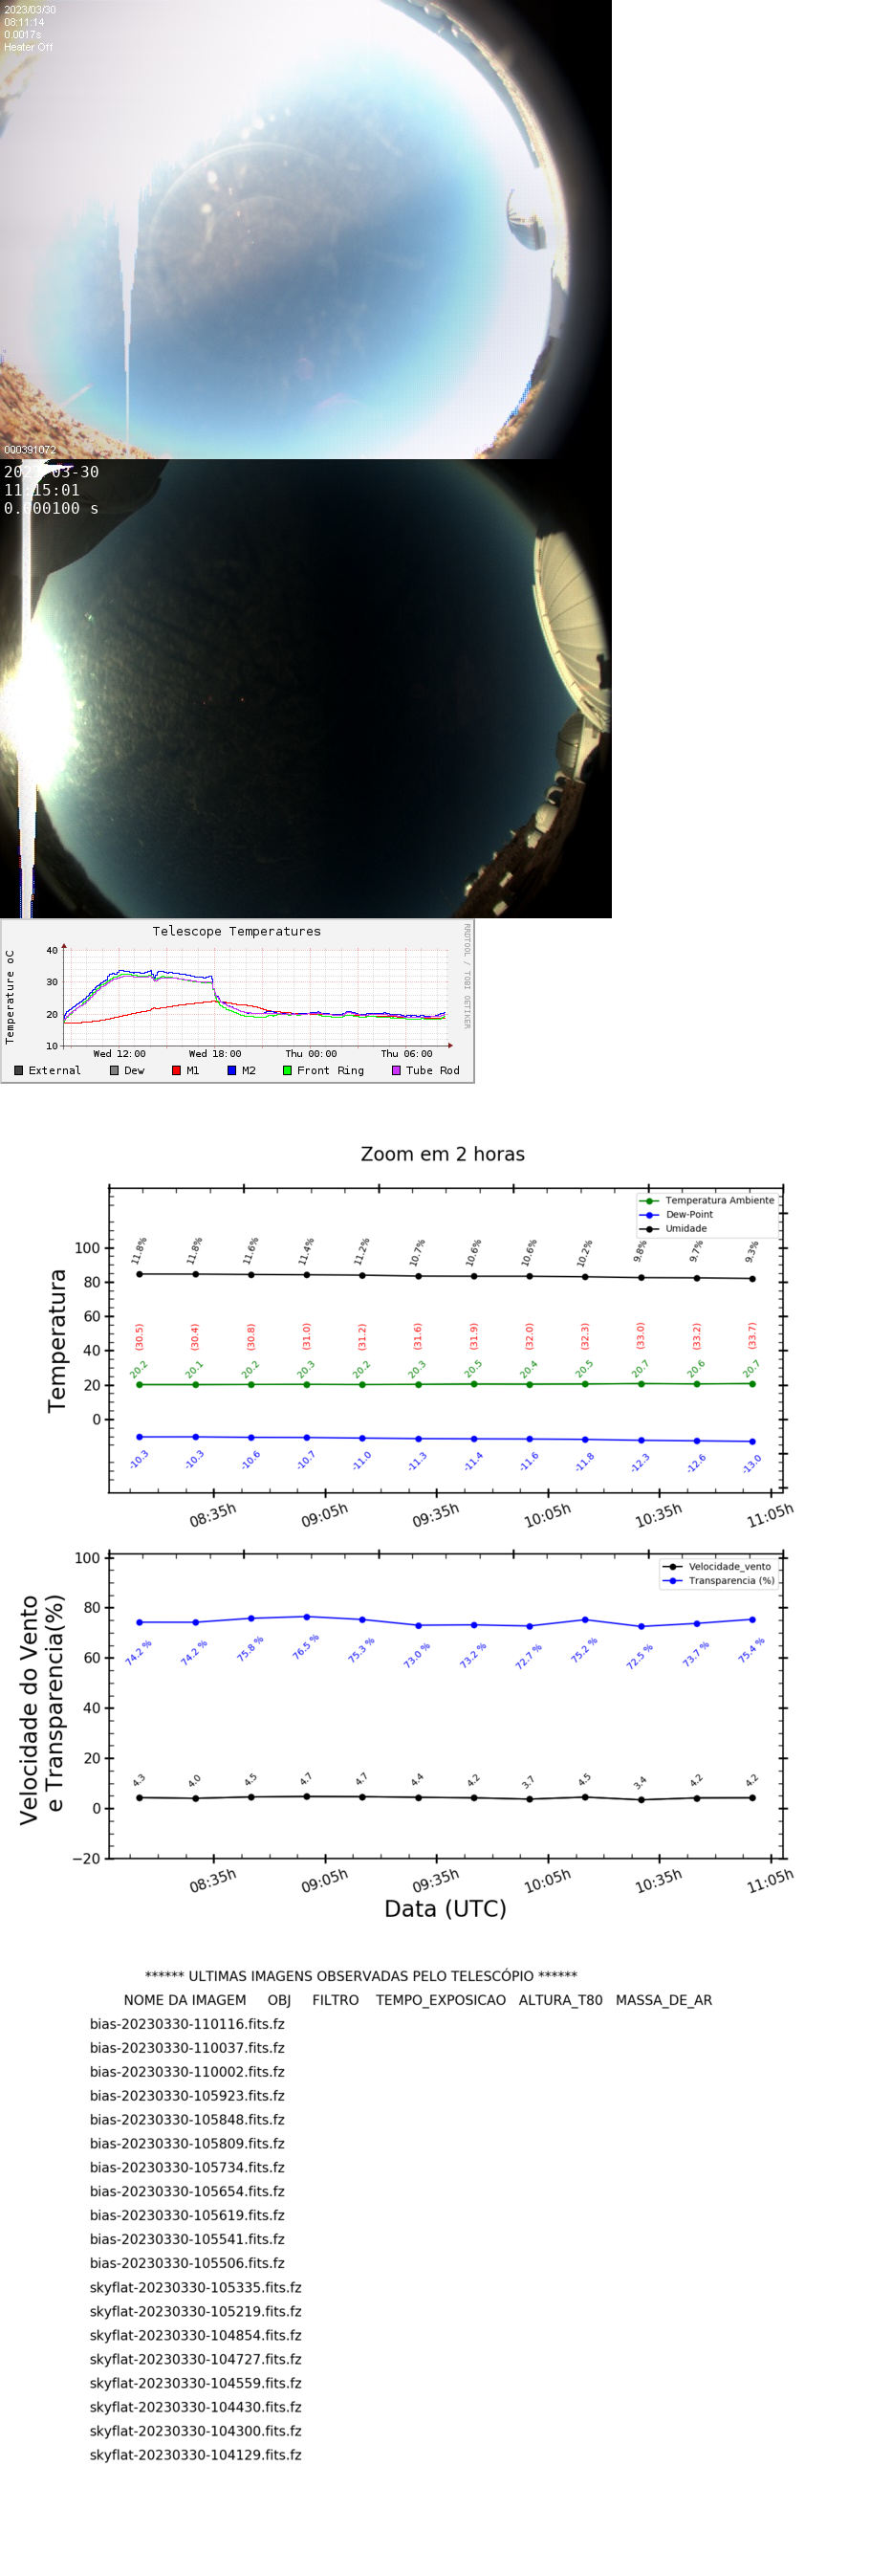 2023/03/30
08:11:14
0.0017s
Heater Off
000391072
2023-03-30
11:15:01
0.000100 s
Telescope Temperatures
RRDTOOL / TOBI OETIKER
Temperature oC
40
30
20
10
Wed 12:00 Wed 18:00 Thu 00:00 Thu 06:00
External Dew M1 M2 Front Ring Tube Rod
Zoom em 2 horas
Temperatura Ambiente
Dew-Point
Umidade
Temperatura
100
80
60
40
20
0
11.8% 11.8% 11.6% 11.4% 11.2% 10.7% 10.6% 10.6% 10.2% 9.8% 9.7% 9.3%
(30.5) (30.4) (30.8) (31.0) (31.2) (31.6) (31.9) (32.0) (32.3) (33.0) (33.2) (33.7)
20.2 20.1 20.2 20.3 20.2 20.3 20.5 20.4 20.5 20.7 20.6 20.7
-10.3 -10.3 -10.6 -10.7 -11.0 -11.3 -11.4 -11.6 -11.8 -12.3 -12.6 -13.0
08:35h 09:05h 09:35h 10:05h 10:35h 11:05h
Velocidade_vento
Transparencia (%)
Velocidade do Vento
e Transparencia(%)
100
80
60
40
20
0
−20
74.2 % 74.2 % 75.8 % 76.5 % 75.3 % 73.0 % 73.2 % 72.7 % 75.2 % 72.5 % 73.7 % 75.4 %
4.3 4.0 4.5 4.7 4.7 4.4 4.2 3.7 4.5 3.4 4.2 4.2
08:35h 09:05h 09:35h 10:05h 10:35h 11:05h
Data (UTC)
****** ULTIMAS IMAGENS OBSERVADAS PELO TELESCÓPIO ******
NOME DA IMAGEM OBJ FILTRO TEMPO_EXPOSICAO ALTURA_T80 MASSA_DE_AR
bias-20230330-110116.fits.fz
bias-20230330-110037.fits.fz
bias-20230330-110002.fits.fz
bias-20230330-105923.fits.fz
bias-20230330-105848.fits.fz
bias-20230330-105809.fits.fz
bias-20230330-105734.fits.fz
bias-20230330-105654.fits.fz
bias-20230330-105619.fits.fz
bias-20230330-105541.fits.fz
bias-20230330-105506.fits.fz
skyflat-20230330-105335.fits.fz
skyflat-20230330-105219.fits.fz
skyflat-20230330-104854.fits.fz
skyflat-20230330-104727.fits.fz
skyflat-20230330-104559.fits.fz
skyflat-20230330-104430.fits.fz
skyflat-20230330-104300.fits.fz
skyflat-20230330-104129.fits.fz